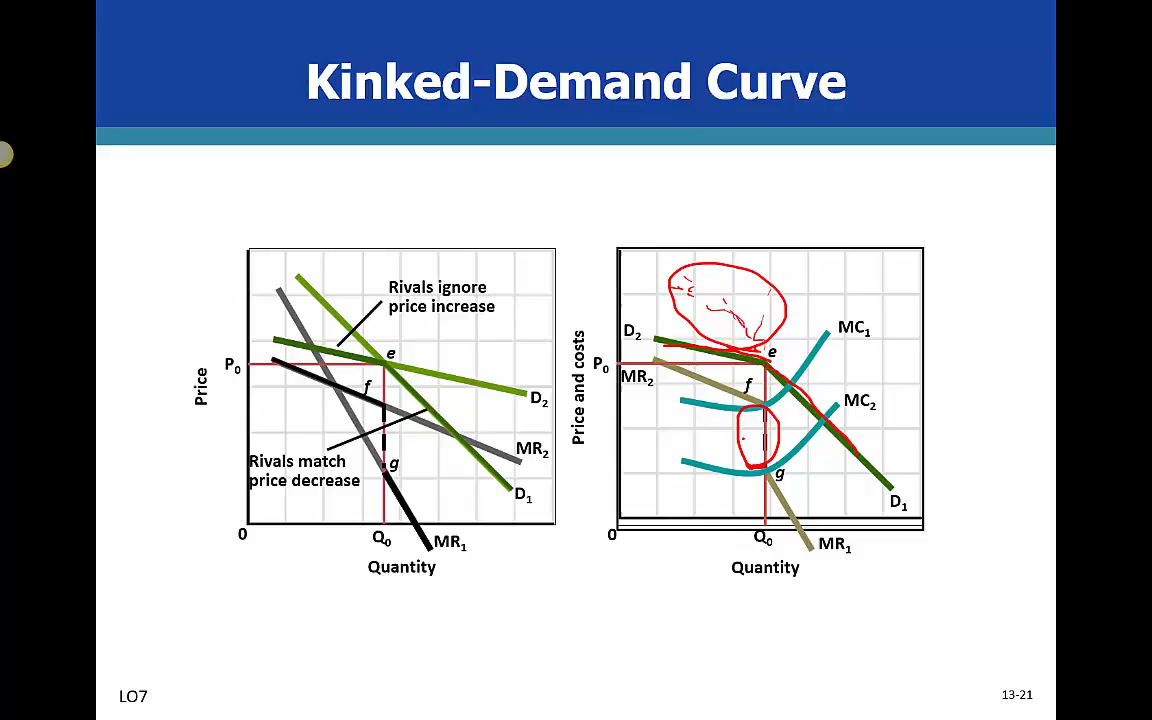 Kinked-Demand Curve
Price
P0
0
Rivals ignore
price increase
e
f
g
D2
MR2
D1
MR1
Rivals match
price decrease
Q0
Quantity
Price and costs
D2
P0
MR2
0
e
f
g
MC1
MC2
D1
MR1
Q0
Quantity
LO7
13-21